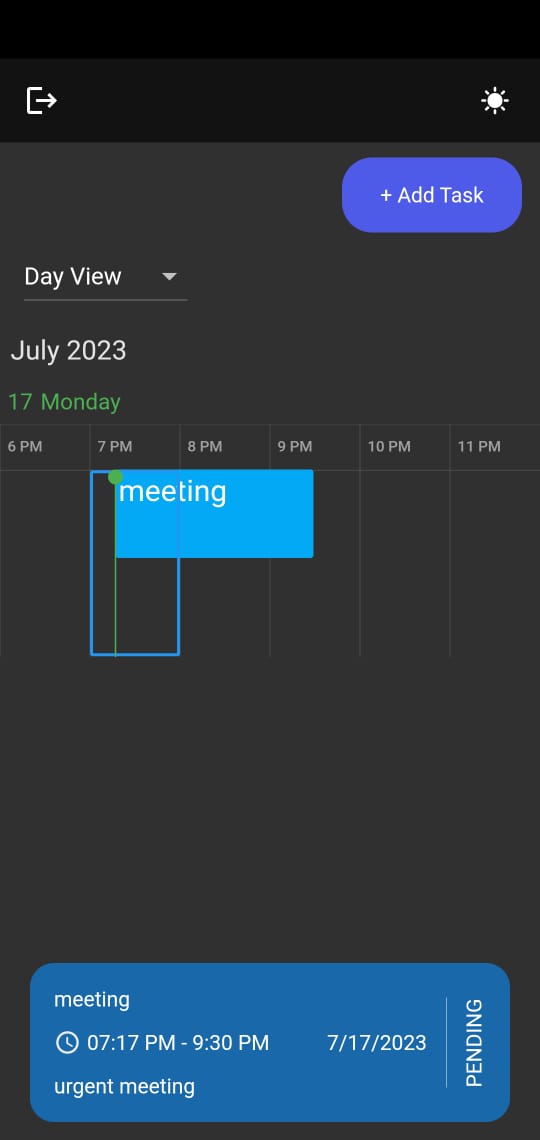 + Add Task
Day View
July 2023
17 Monday
6 PM 7 PM 8 PM 9 PM 10 PM 11 PM
meeting
meeting
07:17 PM - 9:30 PM 7/17/2023
urgent meeting
PENDING